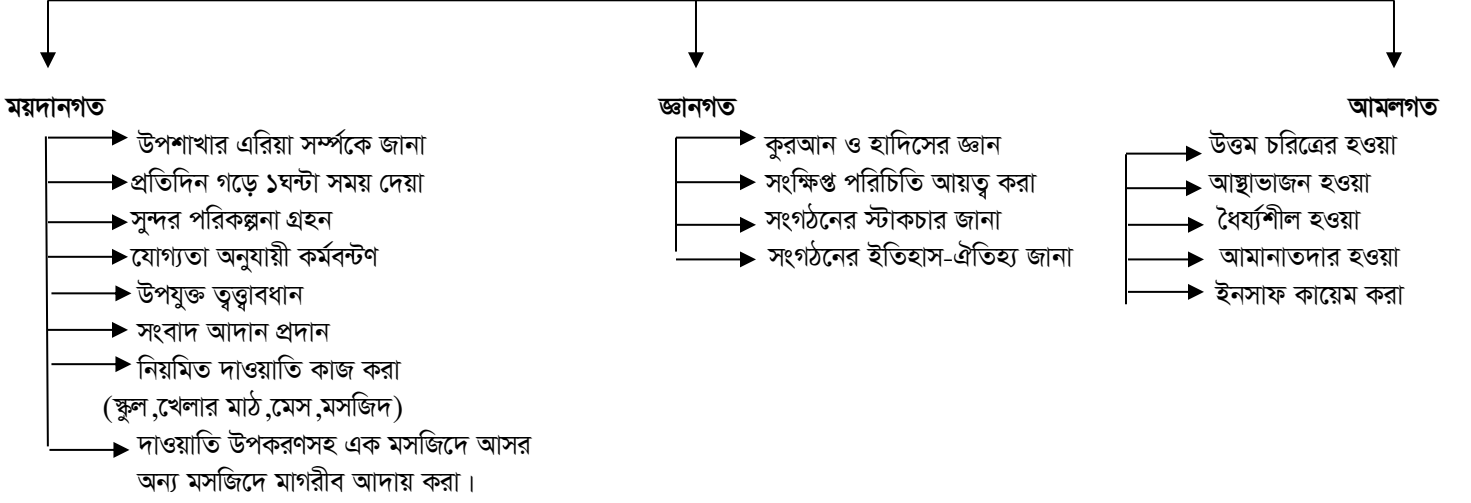 ময়দানগত
উপশাখার এরিয়া সর্ম্পকে জানা
প্রতিদিন গড়ে ১ঘন্টা সময় দেয়া
সুন্দর পরিকল্পনা গ্রহন
যোগ্যতা অনুযায়ী কর্মবন্টণ
উপযুক্ত ত্বত্ত্বাবধান
সংবাদ আদান প্রদান
নিয়মিত দাওয়াতি কাজ করা
(স্কুল,খেলার মাঠ,মেস,মসজিদ)
দাওয়াতি উপকরণসহ এক মসজিদে আসর
অন্য মসজিদে মাগরীব আদায় করা।
জ্ঞানগত
কুরআন ও হাদিসের জ্ঞান
সংক্ষিপ্ত পরিচিতি আয়ত্ব করা
সংগঠনের স্টাকচার জানা
সংগঠনের ইতিহাস-ঐতিহ্য জানা
আমলগত
উত্তম চরিত্রের হওয়া
আস্থাভাজন হওয়া
ধৈর্য্যশীল হওয়া
আমানাতদার হওয়া
ইনসাফ কায়েম করা